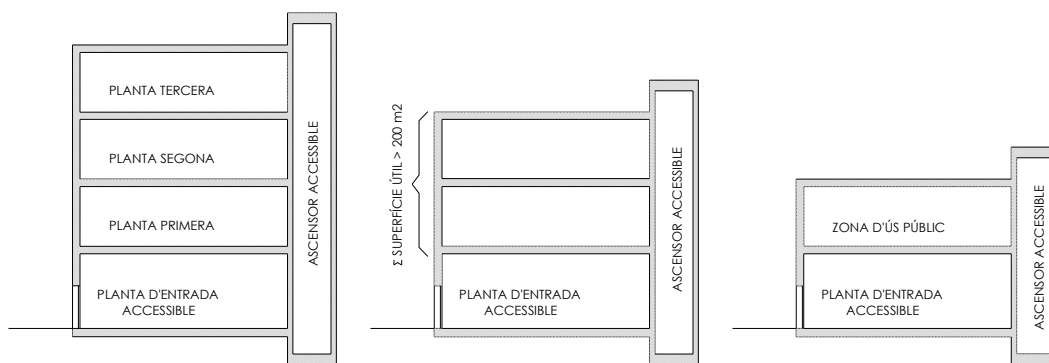 PLANTA TERCERA
PLANTA SEGONA
PLANTA PRIMERA
PLANTA D'ENTRADA
ACCESSIBLE
ASCENSOR ACCESSIBLE
Σ SUPERFÍCIE ÚTIL > 200 m2
PLANTA D'ENTRADA
ACCESSIBLE
ASCENSOR ACCESSIBLE
ZONA D'ÚS PÚBLIC
PLANTA D'ENTRADA
ACCESSIBLE
ASCENSOR ACCESSIBLE